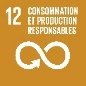 12 CONSOMMATION
ET PRODUCTION
RESPONSABLES